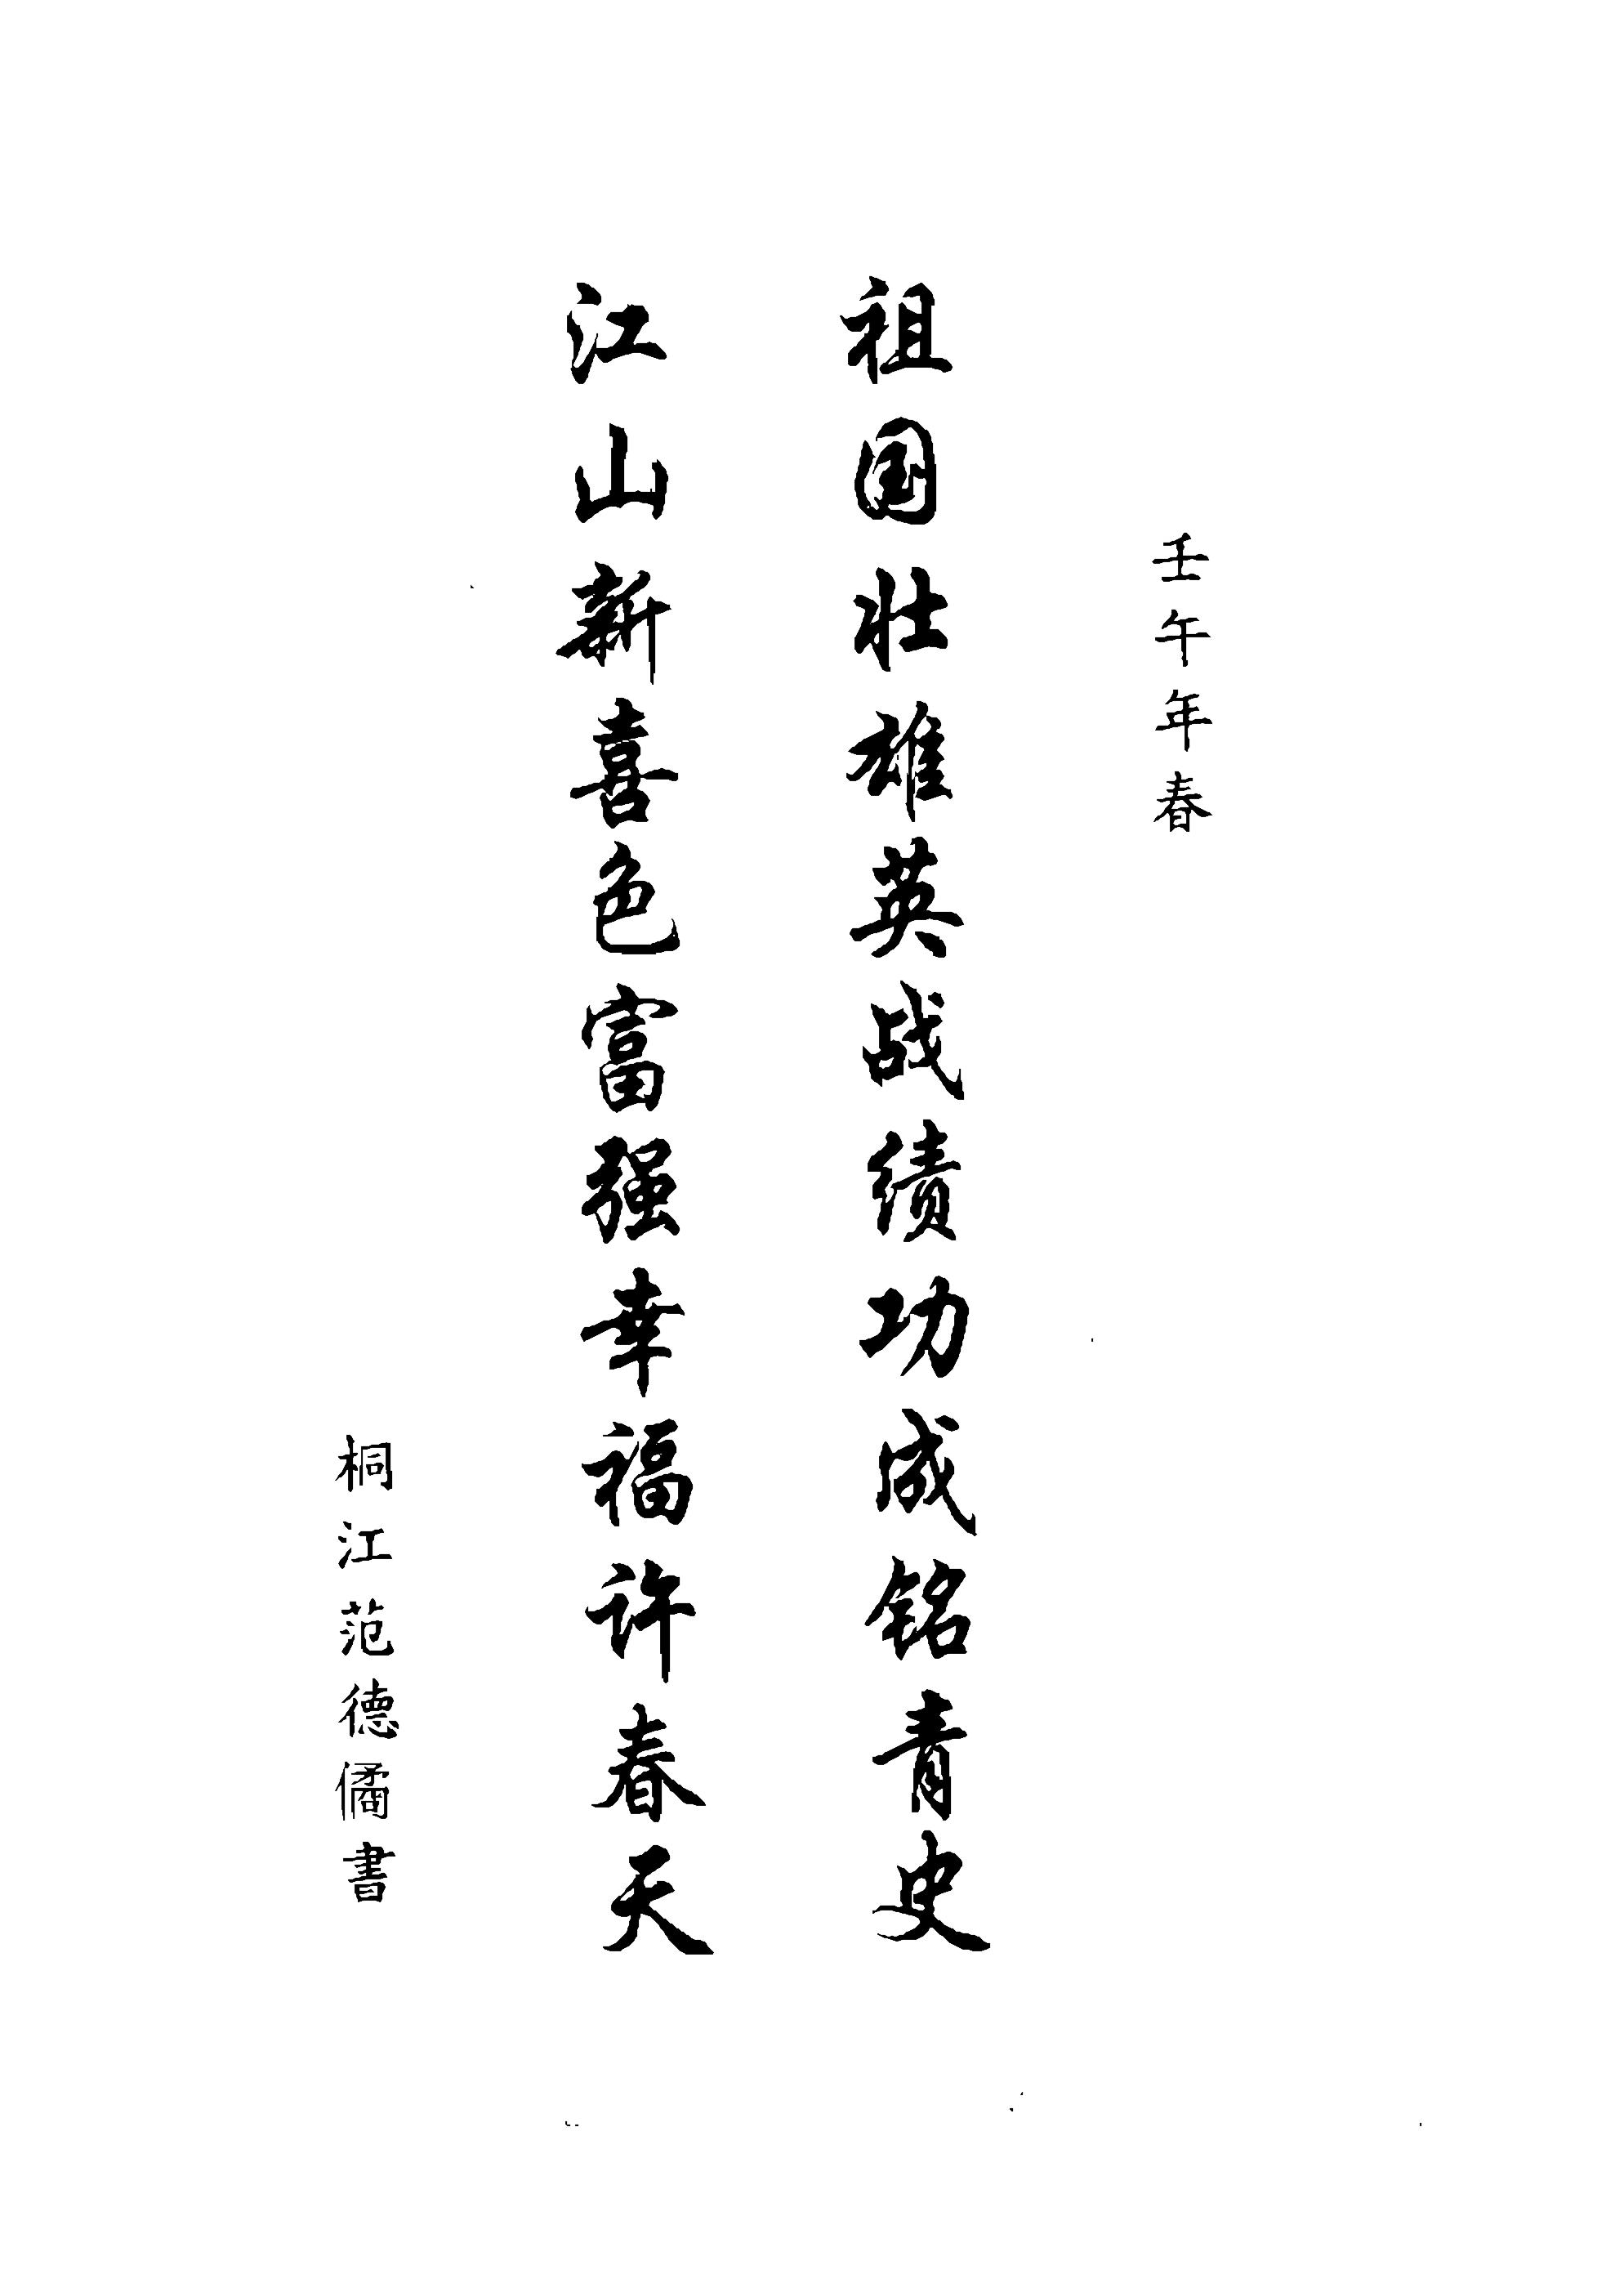 壬午年春
祖国壮雄英战绩功成铭青史
江山新喜色富强幸福许春天
桐江范德僑書